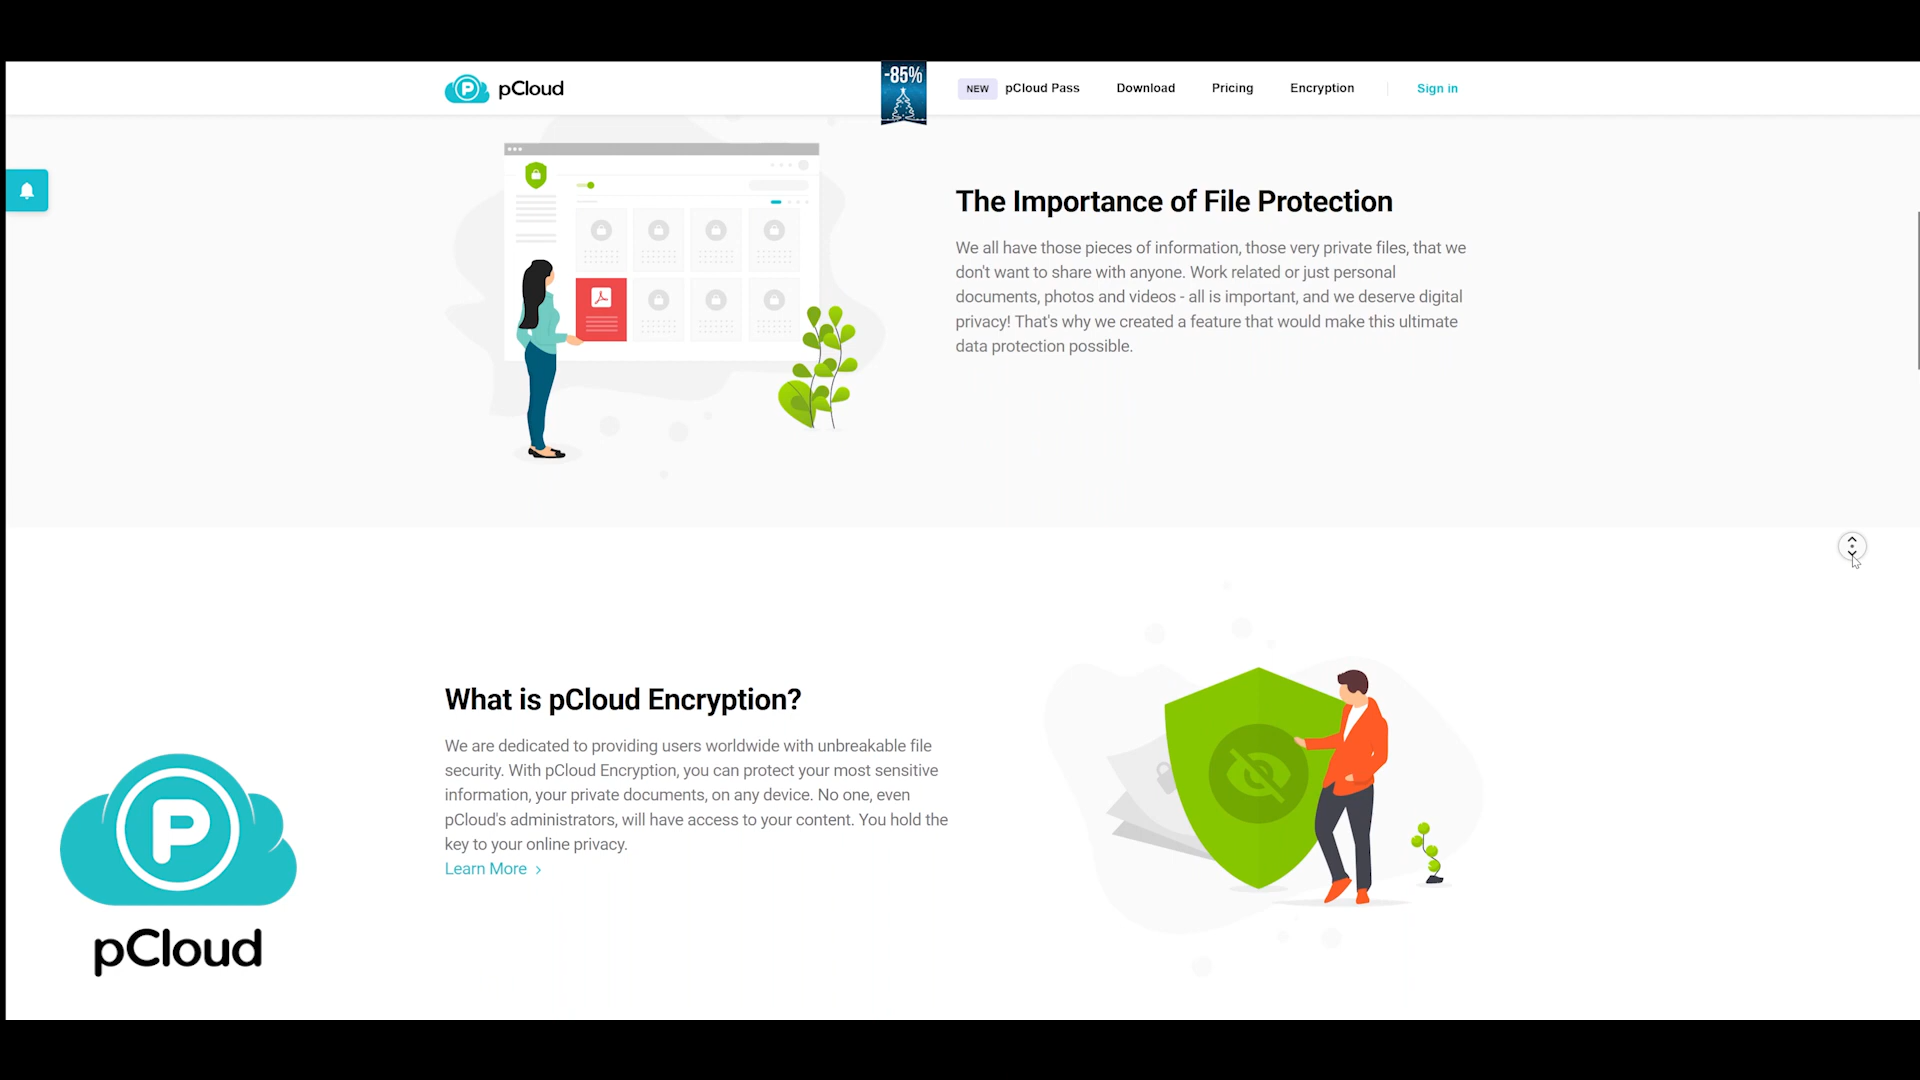 pCloud
-85%
NEW pCloud Pass Download Pricing Encryption Sign in
The Importance of File Protection
We all have those pieces of information, those very private files, that we
don't want to share with anyone. Work related or just personal
documents, photos and videos - all is important, and we deserve digital
privacy! That's why we created a feature that would make this ultimate
data protection possible.
What is pCloud Encryption?
We are dedicated to providing users worldwide with unbreakable file
security. With pCloud Encryption, you can protect your most sensitive
information, your private documents, on any device. No one, even
pCloud's administrators, will have access to your content. You hold the
key to your online privacy.
Learn More
P
pCloud